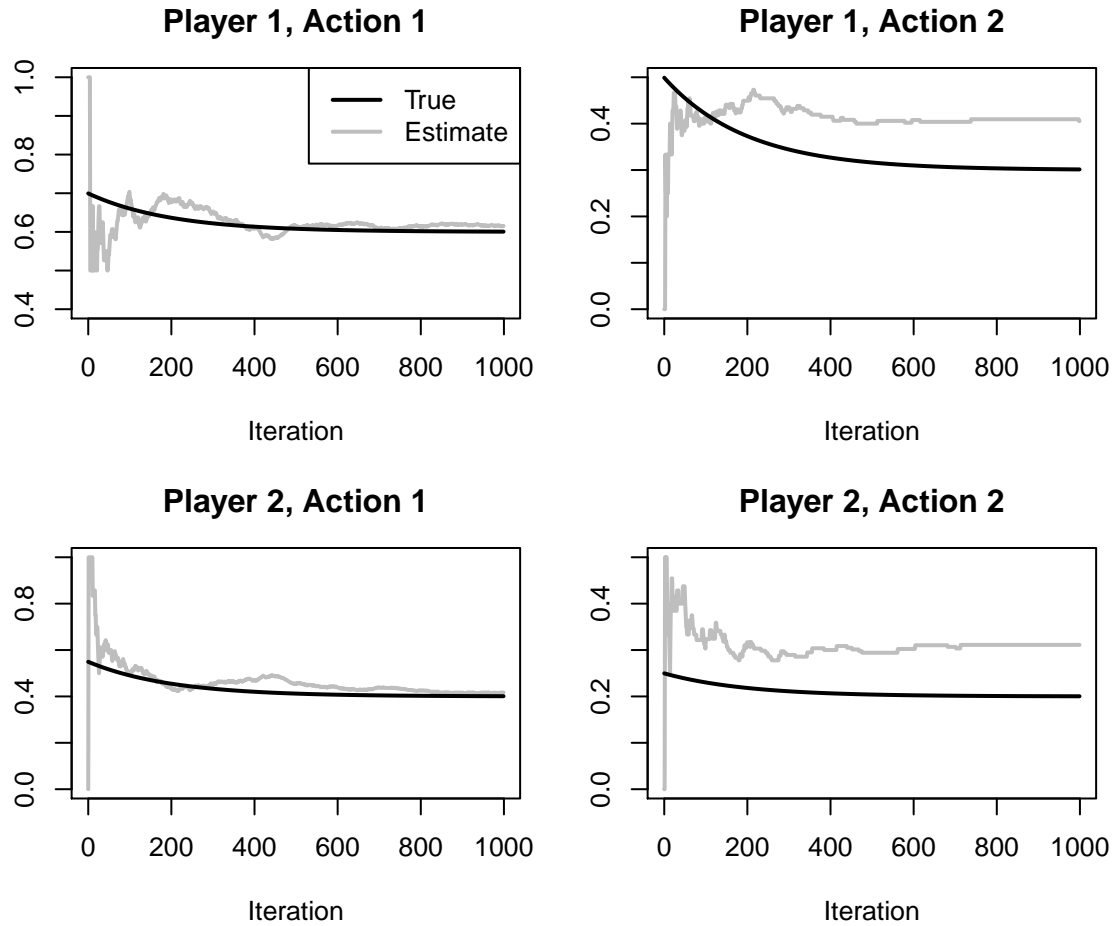 Player 1, Action 1
1.0
0.8
0.6
0.4
True
Estimate
0 200 400 600 800 1000
Iteration
Player 1, Action 2
0.4
0.2
0.0
0 200 400 600 800 1000
Iteration
Player 2, Action 1
0.8
0.4
0.0
0 200 400 600 800 1000
Iteration
Player 2, Action 2
0.4
0.2
0.0
0 200 400 600 800 1000
Iteration